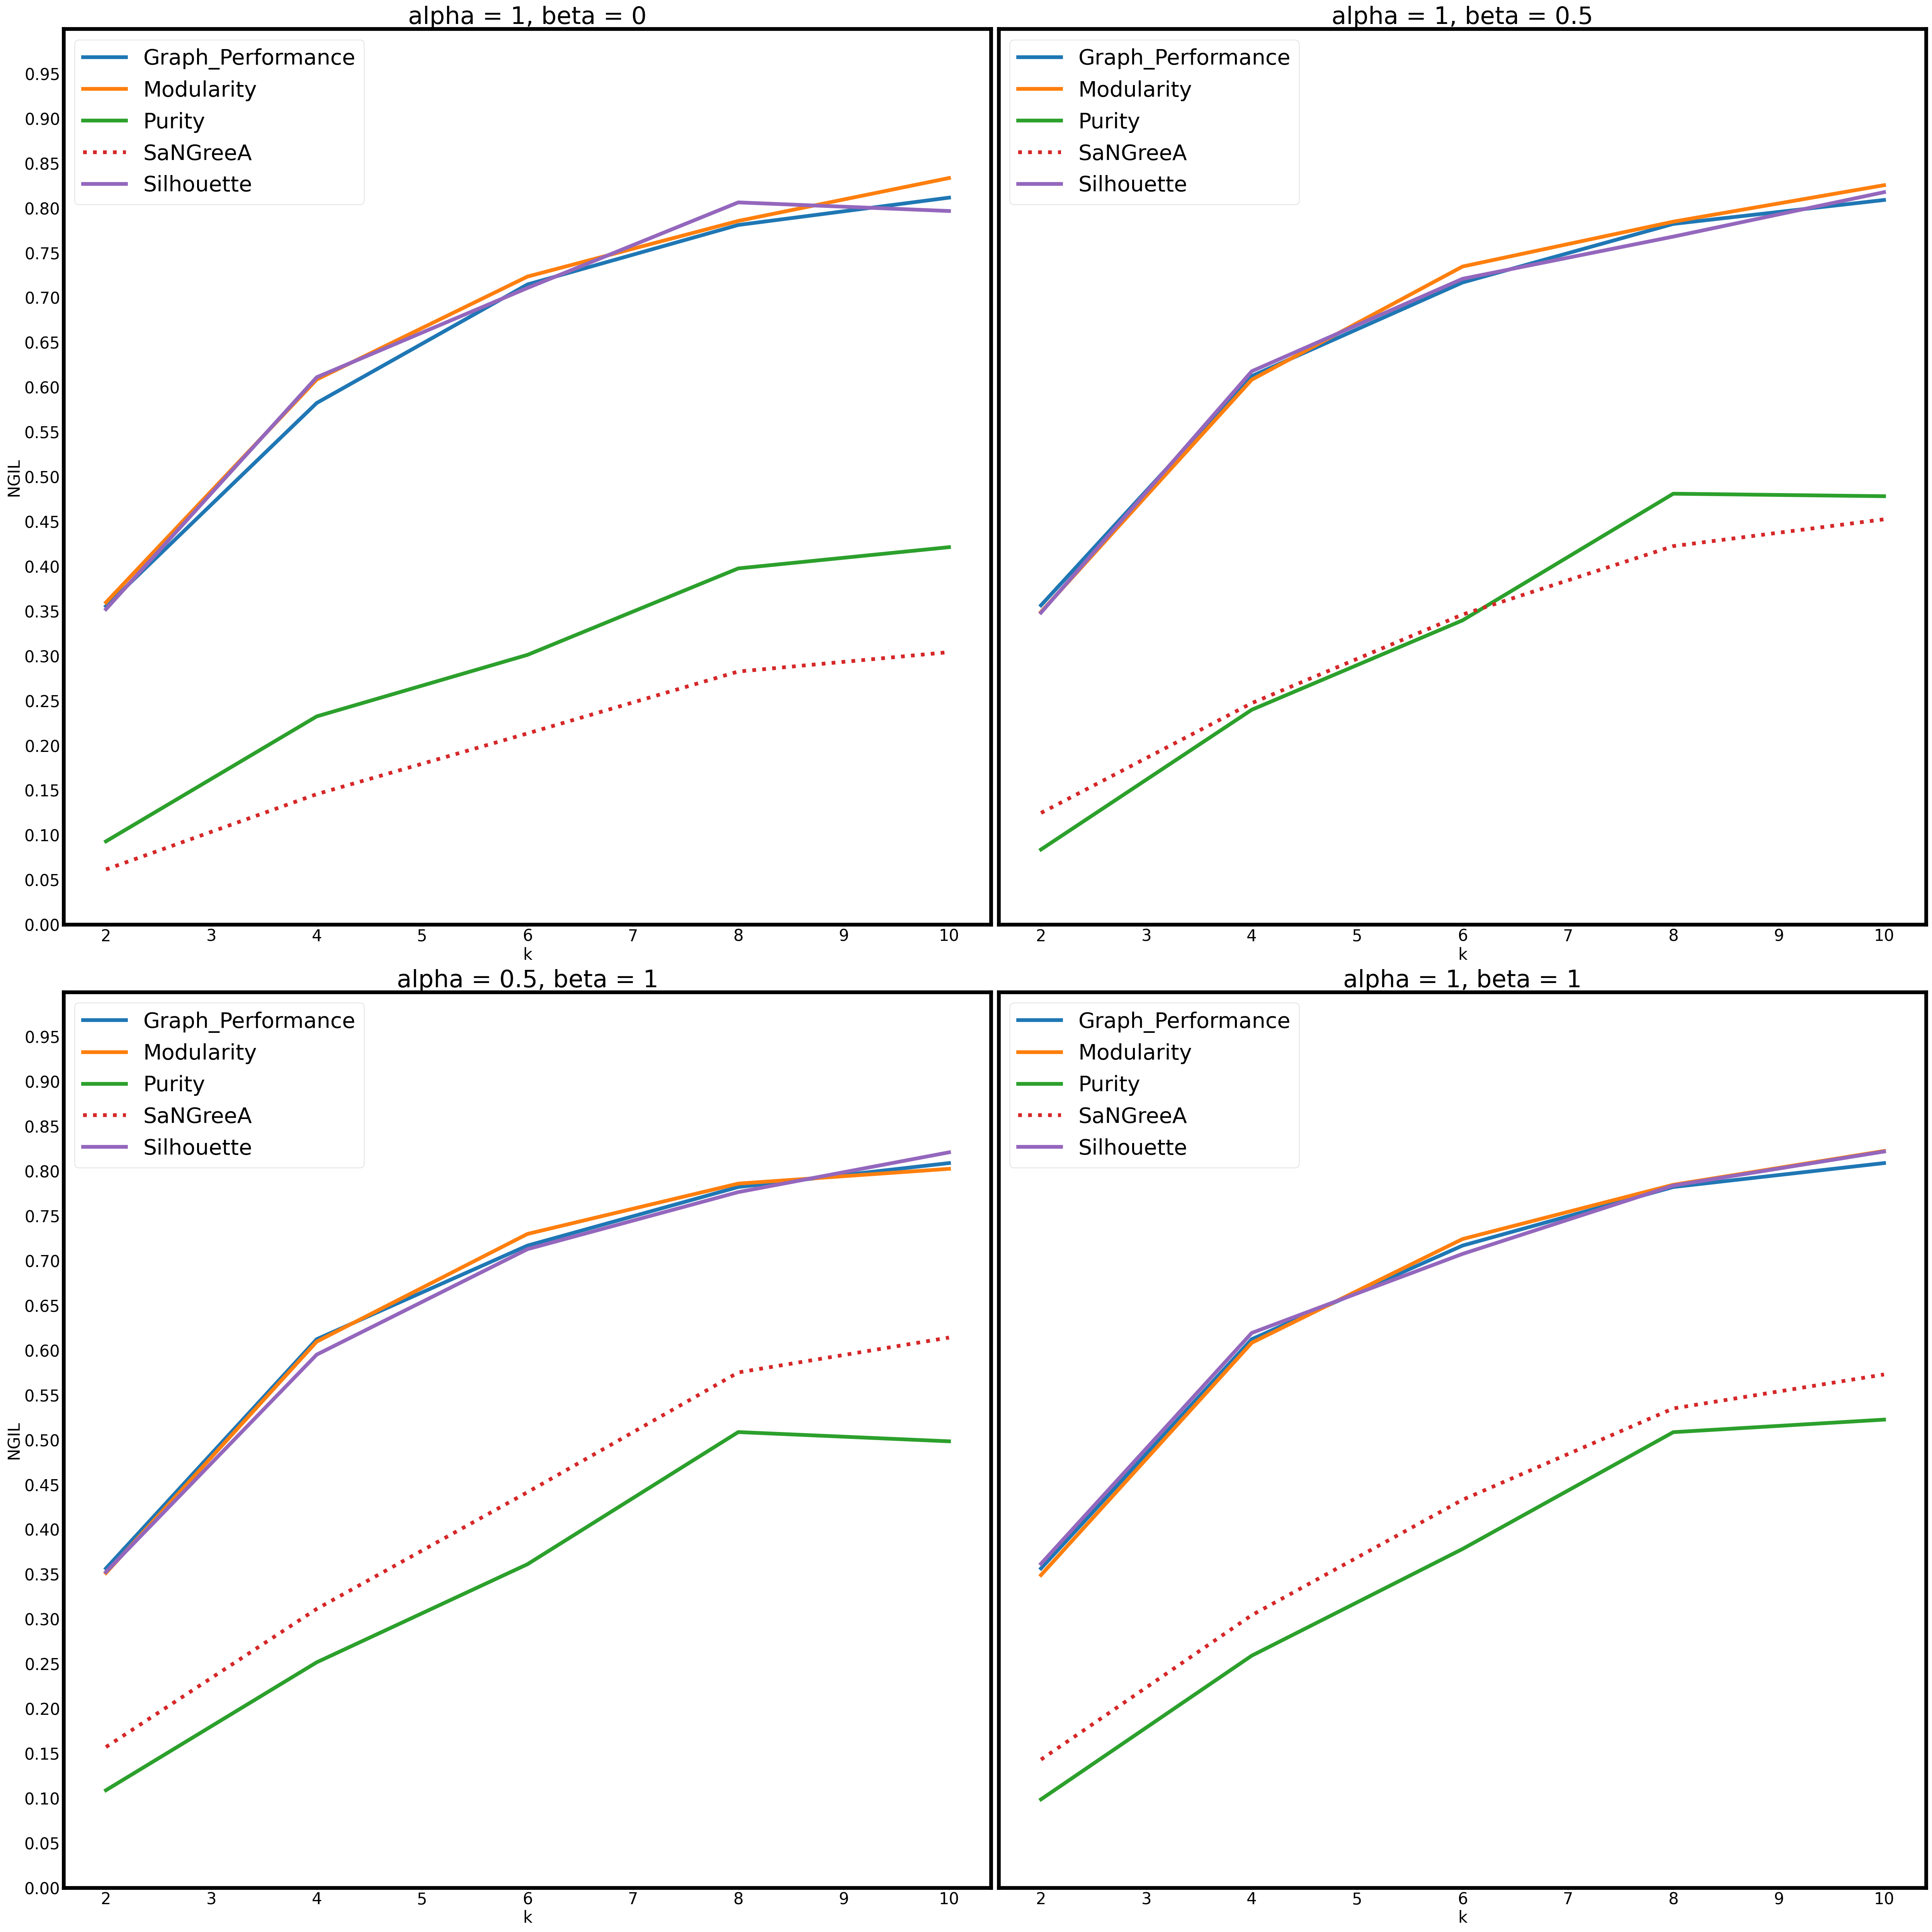 alpha = 1, beta = 0
Graph_Performance
Modularity
Purity
SaNGreeA
Silhouette
0.95
0.90
0.85
0.80
0.75
0.70
0.65
0.60
0.55
0.50
0.45
0.40
0.35
0.30
0.25
0.20
0.15
0.10
0.05
0.00
NGIL
2 3 4 5 6 7 8 9 10
k
alpha = 1, beta = 0.5
Graph_Performance
Modularity
Purity
SaNGreeA
Silhouette
2 3 4 5 6 7 8 9 10
k
alpha = 0.5, beta = 1
Graph_Performance
Modularity
Purity
SaNGreeA
Silhouette
0.95
0.90
0.85
0.80
0.75
0.70
0.65
0.60
0.55
0.50
0.45
0.40
0.35
0.30
0.25
0.20
0.15
0.10
0.05
0.00
NGIL
2 3 4 5 6 7 8 9 10
k
alpha = 1, beta = 1
Graph_Performance
Modularity
Purity
SaNGreeA
Silhouette
2 3 4 5 6 7 8 9 10
k